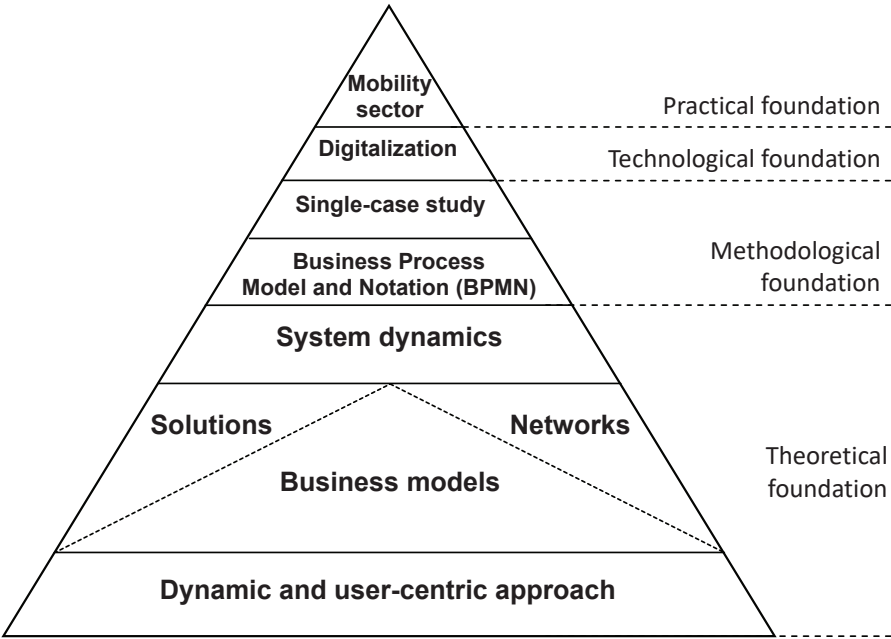 Mobility
sector
Practical foundation
Digitalization
Technological foundation
Single-case study
Methodological
foundation
Business Process
Model and Notation (BPMN)
System dynamics
Solutions
Networks
Business models
Theoretical
foundation
Dynamic and user-centric approach